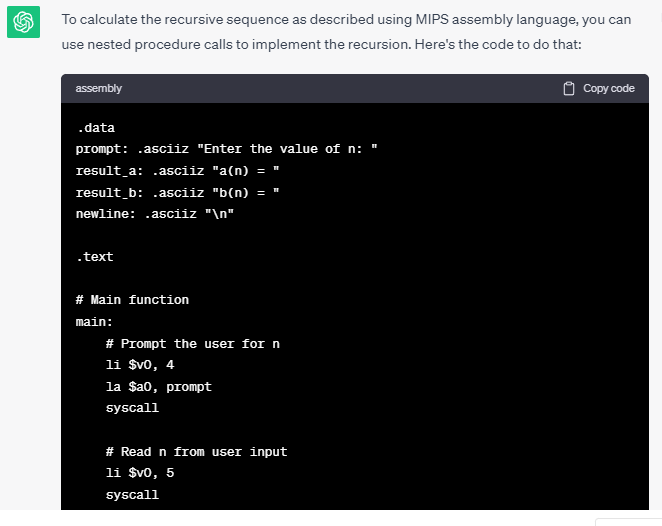 To calculate the recursive sequence as described using MIPS assembly language, you can
use nested procedure calls to implement the recursion. Here's the code to do that:
assembly
Copy code
.data
prompt: .asciiz "Enter the value of n: "
result_a: .asciiz "a(n) = "
result_b: .asciiz "b(n) = "
newline: .asciiz "\n"
.text
# Main function
main:
# Prompt the user for n
li $v0, 4
la $a0, prompt
syscall
# Read n from user input
li $v0, 5
syscall